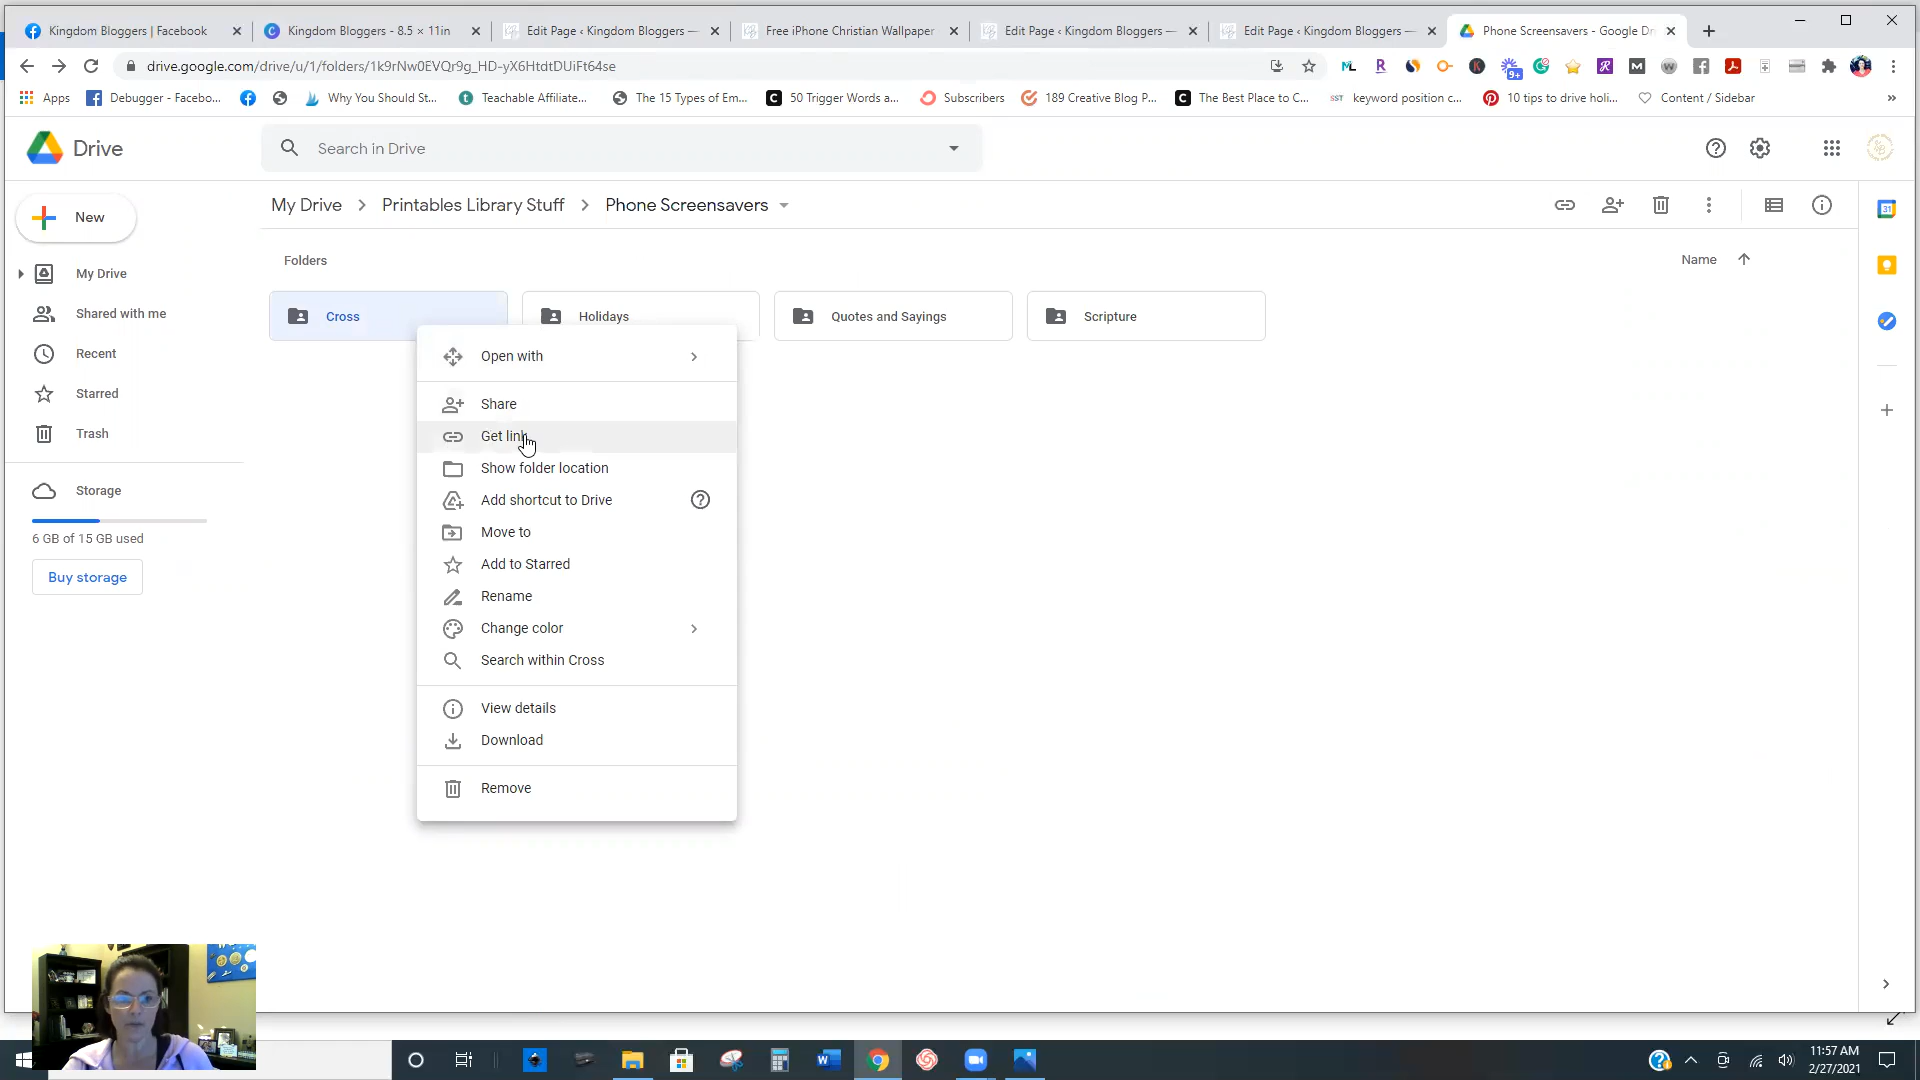 Kingdom Bloggers | Facebook
Kingdom Bloggers - 8.5 × 11in
Edit Page ‹ Kingdom Bloggers —
Free iPhone Christian Wallpaper
Edit Page ‹ Kingdom Bloggers —
Edit Page ‹ Kingdom Bloggers —
Phone Screensavers - Google Dr
drive.google.com/drive/u/1/folders/1k9rNw0EVQr9g_HD-yX6HtdtDUiFt64se
9+
Apps
Debugger - Facebo...
Why You Should St...
Teachable Affiliate...
The 15 Types of Em...
50 Trigger Words a...
Subscribers
189 Creative Blog P...
The Best Place to C...
SST keyword position c...
10 tips to drive holi...
Content / Sidebar
»
Drive
Search in Drive
My Drive
Printables Library Stuff
Phone Screensavers
31
New
My Drive
Shared with me
Recent
Starred
Trash
Storage
6 GB of 15 GB used
Buy storage
Folders
Name
Cross
Holidays
Quotes and Sayings
Scripture
Open with
Share
Get link
Show folder location
Add shortcut to Drive
Move to
Add to Starred
Rename
Change color
Search within Cross
View details
Download
Remove
11:57 AM
2/27/2021